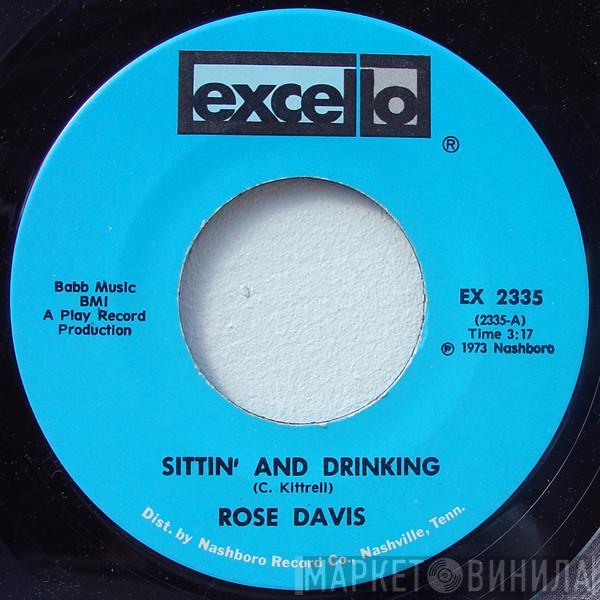 excello
®
Babb Music
BMI
A Play Record
Production
EX 2335
(2335-A)
Time 3:17
℗ 1973 Nashboro
SITTIN' AND DRINKING
(C. Kittrell)
ROSE DAVIS
Dist. by Nashboro Record Co., Nashville, Tenn.
МАРКЕТ ВИНИЛА